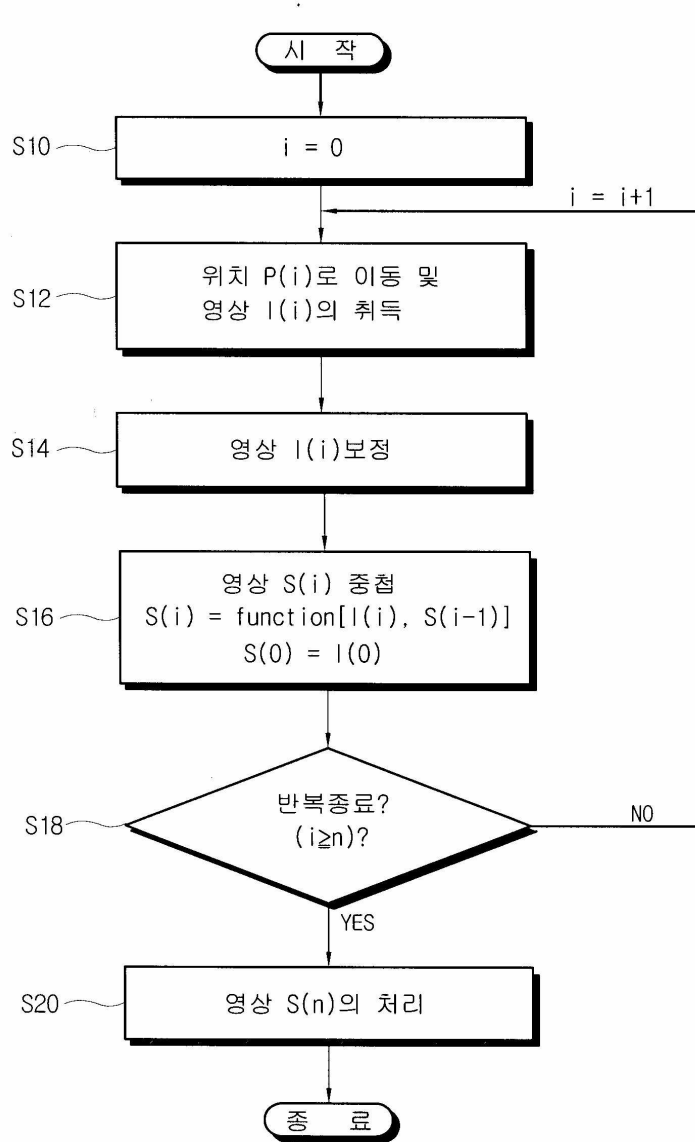 시 작
S10
i = 0
i = i+1
S12
위치 P(i)로 이동 및
영상 I(i)의 취득
S14
영상 I(i)보정
S16
영상 S(i) 중첩
S(i) = function[I(i), S(i-1)]
S(0) = I(0)
S18
반복종료?
(i≧n)?
NO
YES
S20
영상 S(n)의 처리
종 료